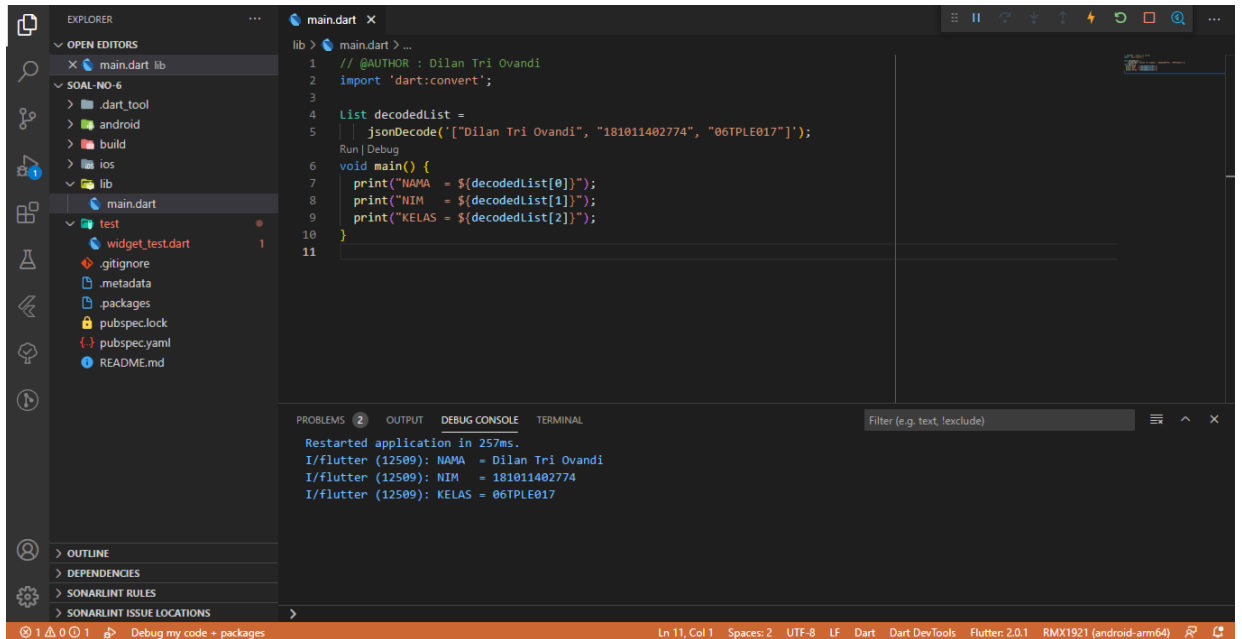 EXPLORER
OPEN EDITORS
main.dart lib
SOAL-NO-6
.dart_tool
android
build
ios
lib
main.dart
test
widget_test.dart 1
.gitignore
.metadata
.packages
pubspec.lock
pubspec.yaml
README.md
OUTLINE
DEPENDENCIES
SONARLINT RULES
SONARLINT ISSUE LOCATIONS
1
main.dart
lib > main.dart > ...
1 // @AUTHOR : Dilan Tri Ovandi
2 import 'dart:convert';
3
4 List decodedList =
5 jsonDecode('["Dilan Tri Ovandi", "181011402774", "06TPLE017"]');
Run | Debug
6 void main() {
7 print("NAMA  = ${decodedList[0]}");
8 print("NIM   = ${decodedList[1]}");
9 print("KELAS = ${decodedList[2]}");
10 }
11
PROBLEMS 2 OUTPUT DEBUG CONSOLE TERMINAL
Filter (e.g. text, !exclude)
Restarted application in 257ms.
I/flutter (12509): NAMA  = Dilan Tri Ovandi
I/flutter (12509): NIM   = 181011402774
I/flutter (12509): KELAS = 06TPLE017
1 0 1 Debug my code + packages
Ln 11, Col 1 Spaces: 2 UTF-8 LF Dart Dart DevTools Flutter: 2.0.1 RMX1921 (android-arm64)